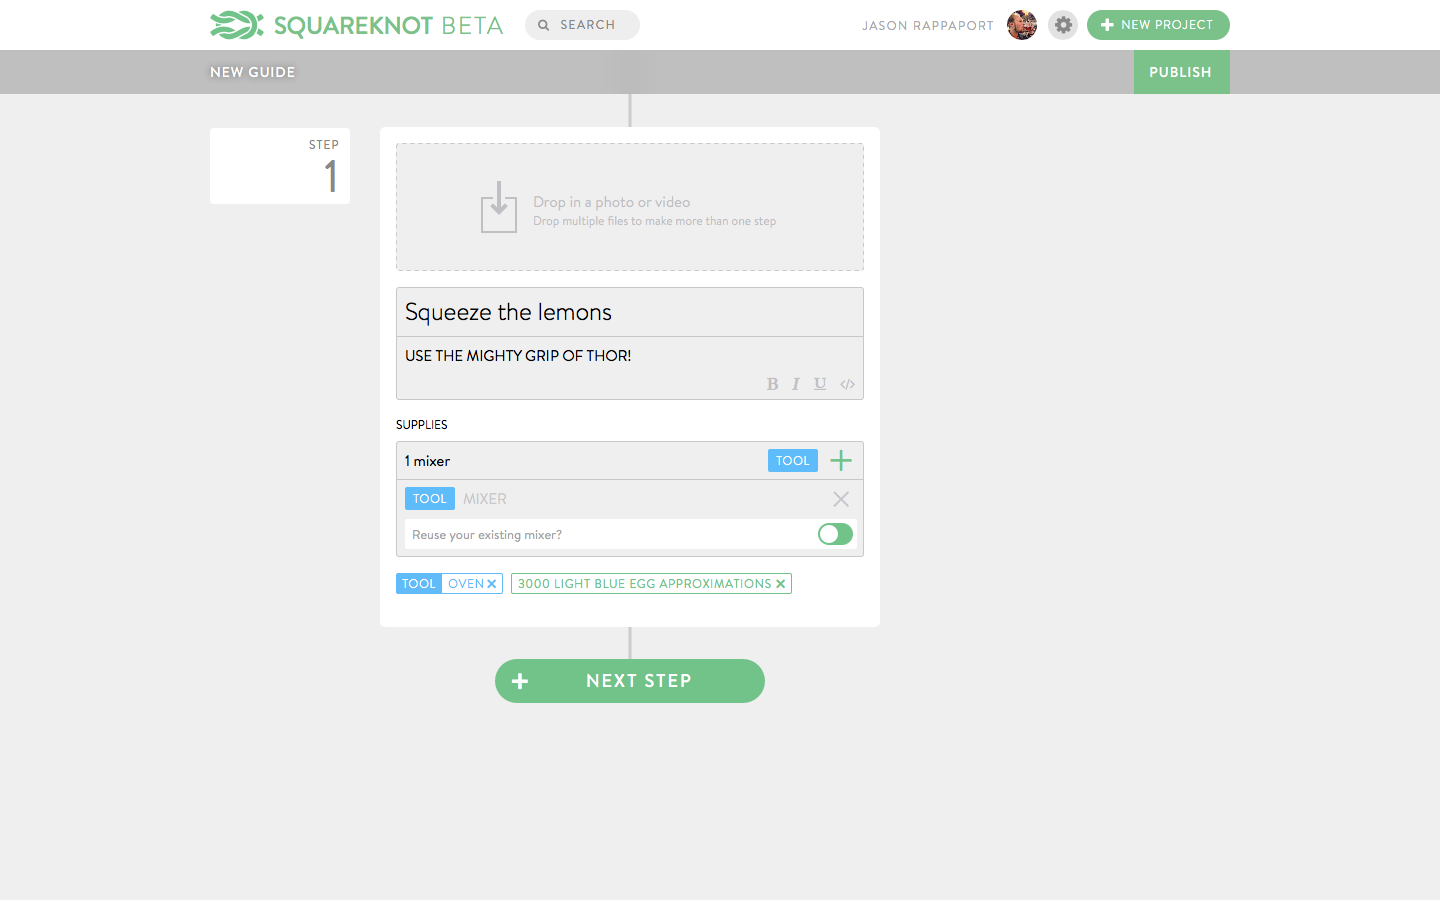 SQUAREKNOT BETA
SEARCH
JASON RAPPAPORT
NEW PROJECT
NEW GUIDE
PUBLISH
STEP
1
Drop in a photo or video
Drop multiple files to make more than one step
Squeeze the lemons
USE THE MIGHTY GRIP OF THOR!
B I U </>
SUPPLIES
1 mixer TOOL
TOOL MIXER
Reuse your existing mixer?
TOOL OVEN 3000 LIGHT BLUE EGG APPROXIMATIONS
NEXT STEP